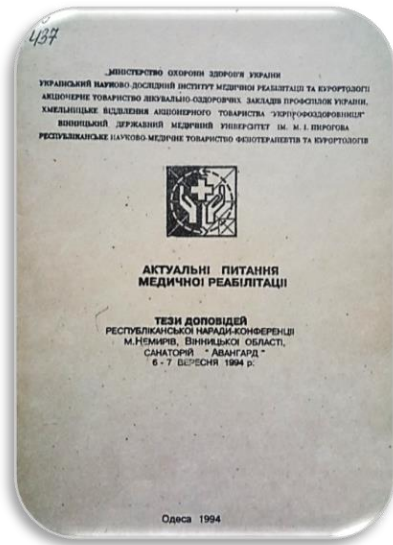 437
МІНІСТЕРСТВО ОХОРОНИ ЗДОРОВ'Я УКРАЇНИ
УКРАЇНСЬКИЙ НАУКОВО-ДОСЛІДНИЙ ІНСТИТУТ МЕДИЧНОЇ РЕАБІЛІТАЦІЇ ТА КУРОРТОЛОГІЇ
АКЦІОНЕРНЕ ТОВАРИСТВО ЛІКУВАЛЬНО-ОЗДОРОВЧИХ ЗАКЛАДІВ ПРОФСПІЛОК УКРАЇНИ,
ХМЕЛЬНИЦЬКЕ ВІДДІЛЕННЯ АКЦІОНЕРНОГО ТОВАРИСТВА "УКРПРОФОЗДОРОВНИЦЯ"
ВІННИЦЬКИЙ ДЕРЖАВНИЙ МЕДИЧНИЙ УНІВЕРСИТЕТ ІМ. М. І. ПИРОГОВА
РЕСПУБЛІКАНСЬКЕ НАУКОВО-МЕДИЧНЕ ТОВАРИСТВО ФІЗІОТЕРАПЕВТІВ ТА КУРОРТОЛОГІВ
АКТУАЛЬНІ ПИТАННЯ
МЕДИЧНОЇ РЕАБІЛІТАЦІЇ
ТЕЗИ ДОПОВІДЕЙ
РЕСПУБЛІКАНСЬКОЇ НАРАДИ-КОНФЕРЕНЦІЇ
М.НЕМИРІВ, ВІННИЦЬКОЇ ОБЛАСТІ,
САНАТОРІЙ "АВАНГАРД"
6 - 7 ВЕРЕСНЯ 1994 р.
Одеса 1994